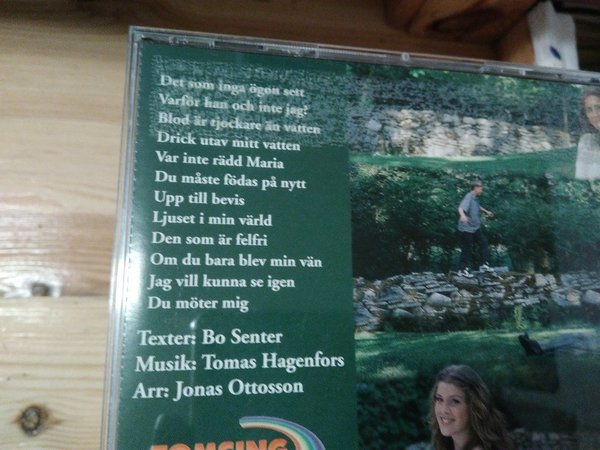 Det som inga ögon sett
Varför han och inte jag?
Blod är tjockare än vatten
Drick utav mitt vatten
Var inte rädd Maria
Du måste födas på nytt
Upp till bevis
Ljuset i min värld
Den som är felfri
Om du bara blev min vän
Jag vill kunna se igen
Du möter mig
Texter: Bo Senter
Musik: Tomas Hagenfors
Arr: Jonas Ottosson
TOMSING